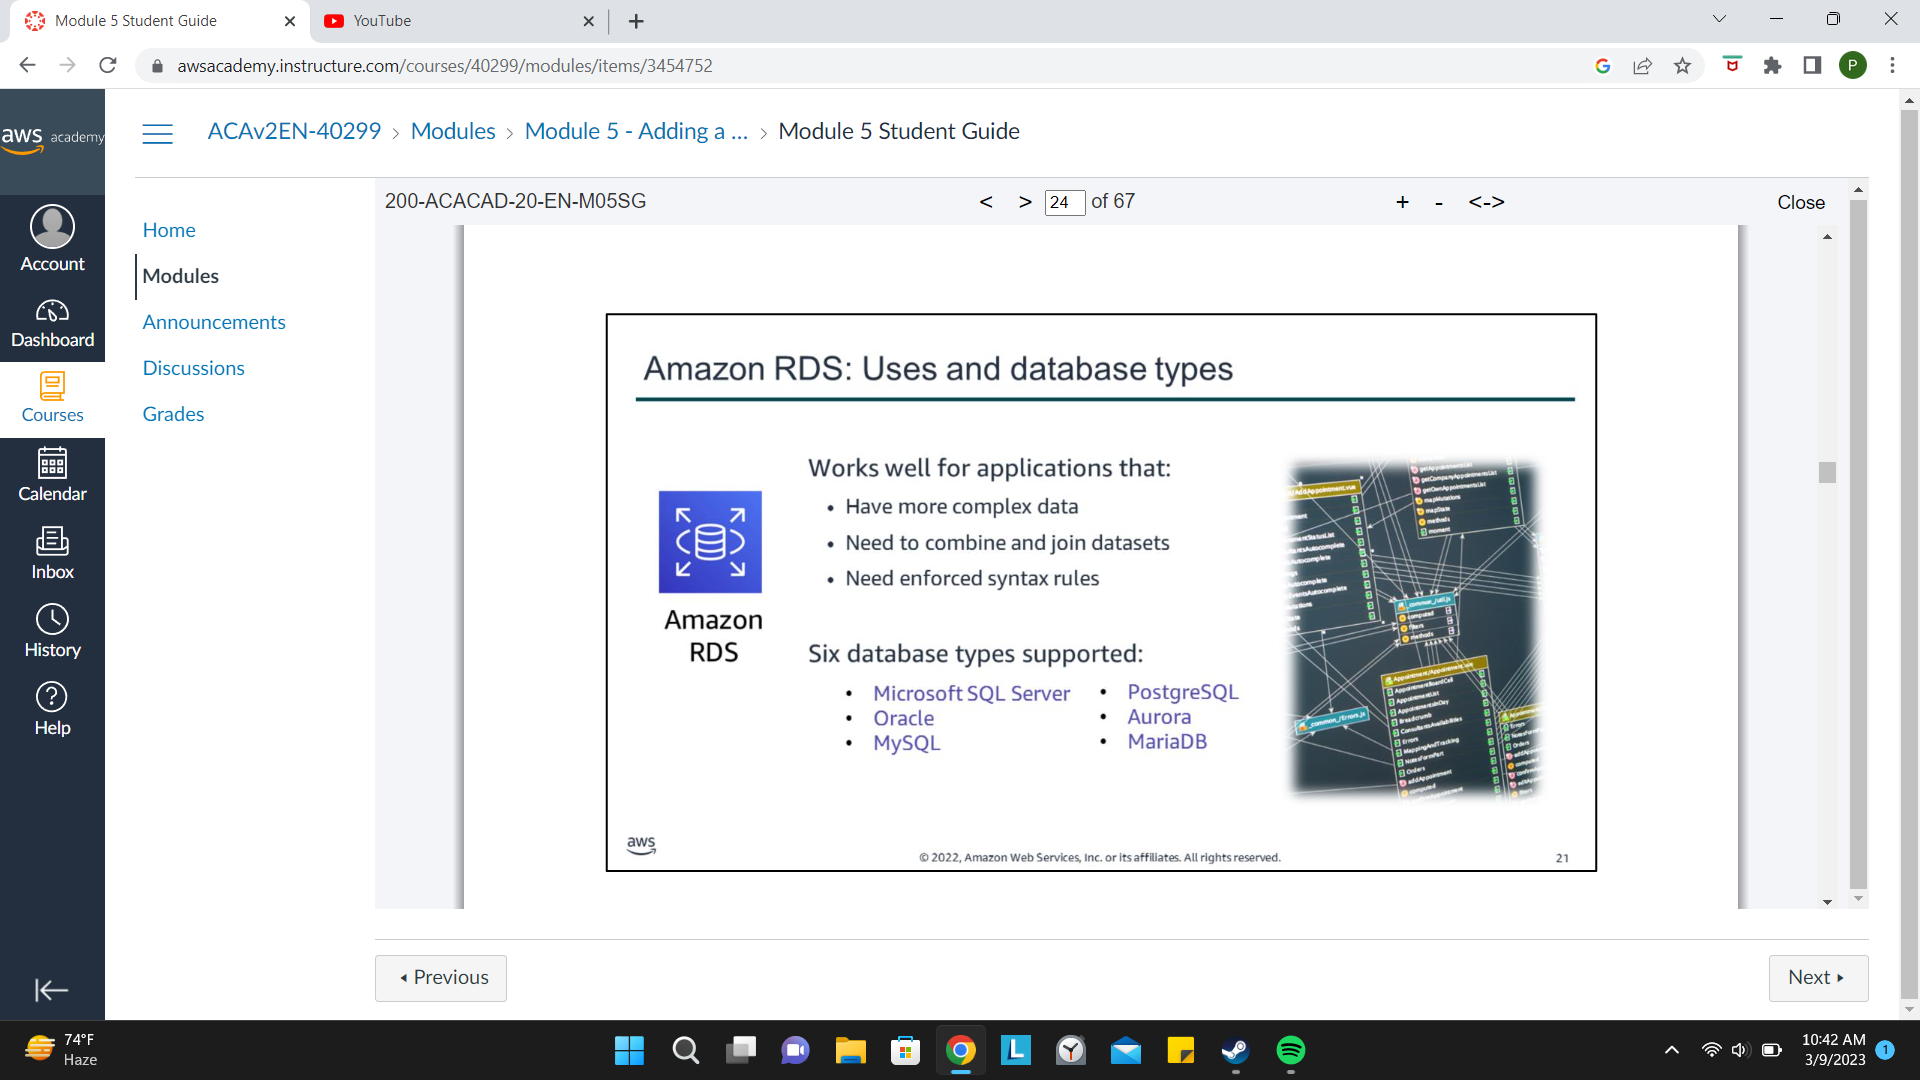 Module 5 Student Guide
YouTube
awsacademy.instructure.com/courses/40299/modules/items/3454752
P
aws academy
ACAv2EN-40299 > Modules > Module 5 - Adding a ... > Module 5 Student Guide
200-ACACAD-20-EN-M05SG
< > 24 of 67
+ - <->
Close
Account
Dashboard
Courses
Calendar
Inbox
History
Help
Home
Modules
Announcements
Discussions
Grades
Amazon RDS: Uses and database types
Amazon
RDS
Works well for applications that:
• Have more complex data
• Need to combine and join datasets
• Need enforced syntax rules
Six database types supported:
• Microsoft SQL Server
• Oracle
• MySQL
• PostgreSQL
• Aurora
• MariaDB
aws
© 2022, Amazon Web Services, Inc. or its affiliates. All rights reserved.
21
Previous
Next
74°F
Haze
10:42 AM
3/9/2023
1